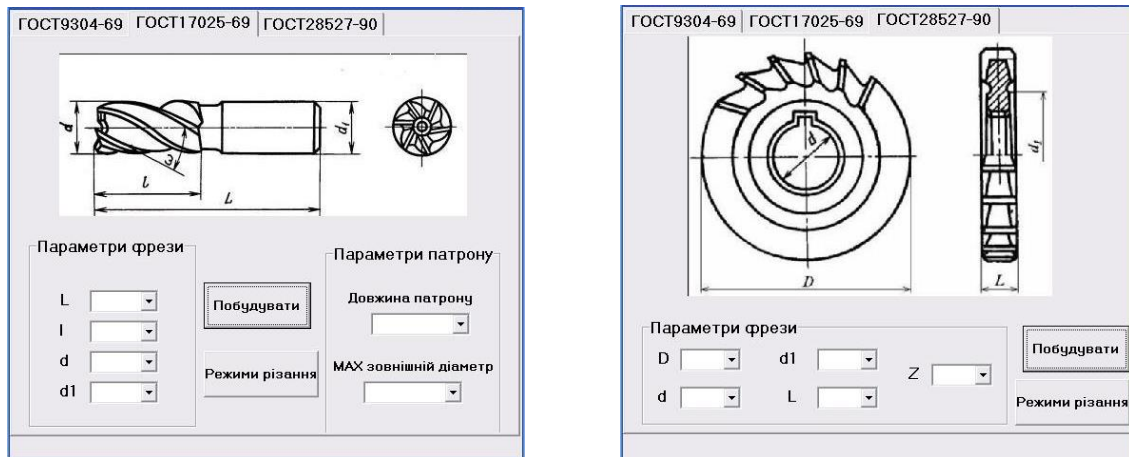 ГОСТ9304-69 ГОСТ17025-69 ГОСТ28527-90
d
d₁
ω
l
L
Параметри фрези
L
l
d
d1
Побудувати
Режими різання
Параметри патрону
Довжина патрону
MAX зовнішній діаметр
ГОСТ9304-69 ГОСТ17025-69 ГОСТ28527-90
d
d₁
D
L
Параметри фрези
D d1
Z
d L
Побудувати
Режими різання